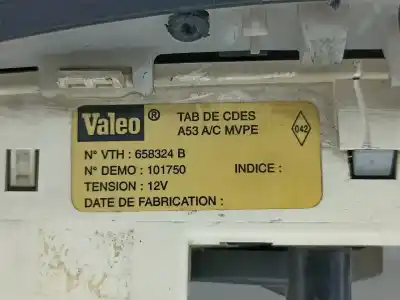 Valeo ®
TAB DE CDES
A53 A/C MVPE
042
N° VTH : 658324 B
N° DEMO : 101750 INDICE :
TENSION : 12V
DATE DE FABRICATION :